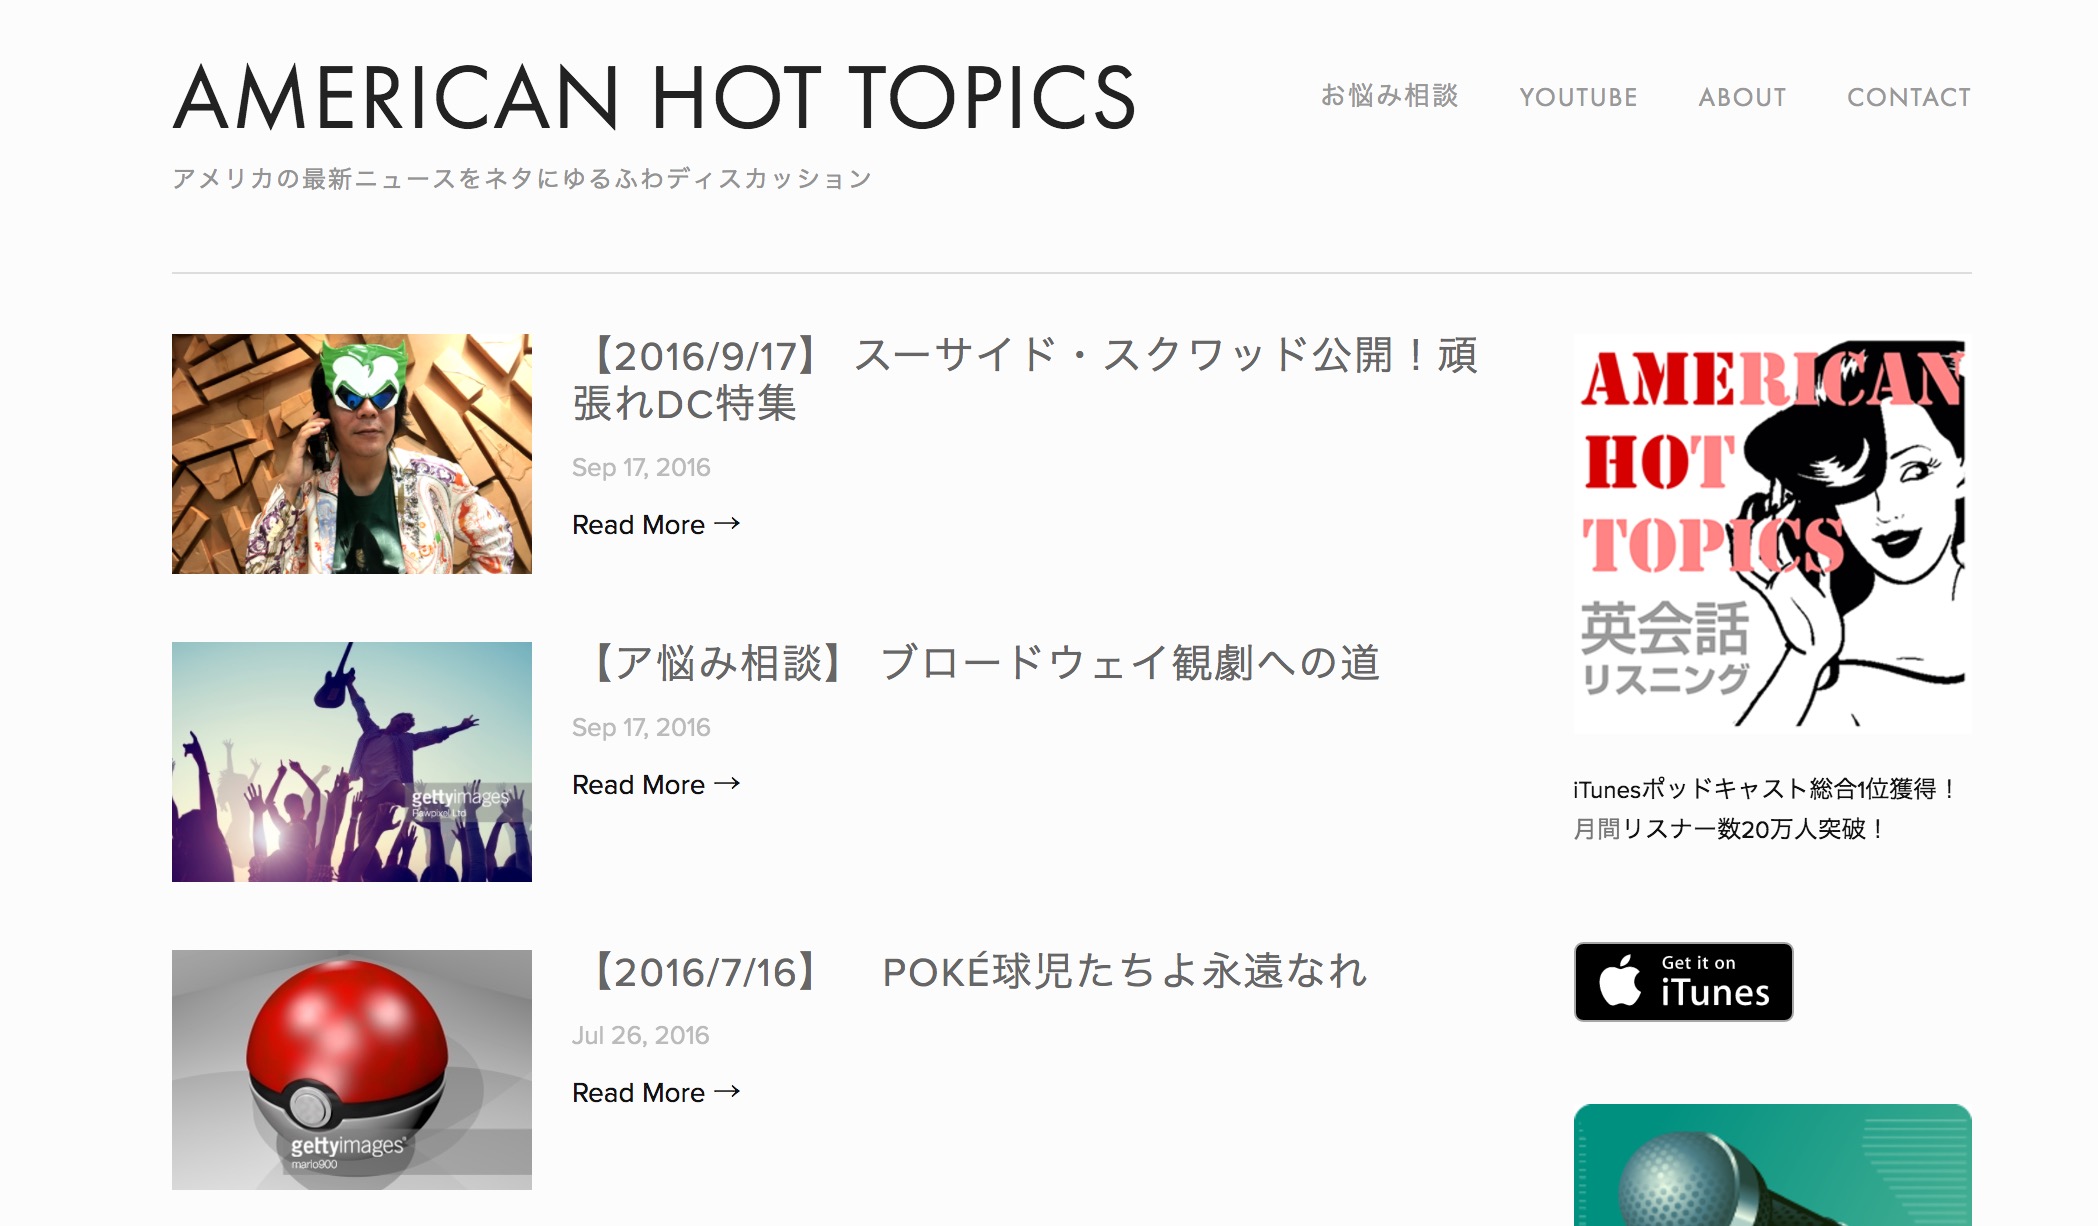 AMERICAN HOT TOPICS
お悩み相談
YOUTUBE
ABOUT
CONTACT
アメリカの最新ニュースをネタにゆるふわディスカッション
【2016/9/17】 スーサイド・スクワッド公開！頑
張れDC特集
Sep 17, 2016
Read More →
【ア悩み相談】 ブロードウェイ観劇への道
Sep 17, 2016
Read More →
gettyimages
Rawpixel Ltd
【2016/7/16】 POKÉ球児たちよ永遠なれ
Jul 26, 2016
Read More →
gettyimages®
mario900
AMERICAN
HOT
TOPICS
英会話
リスニング
iTunesポッドキャスト総合1位獲得！
月間リスナー数20万人突破！
Get it on
iTunes